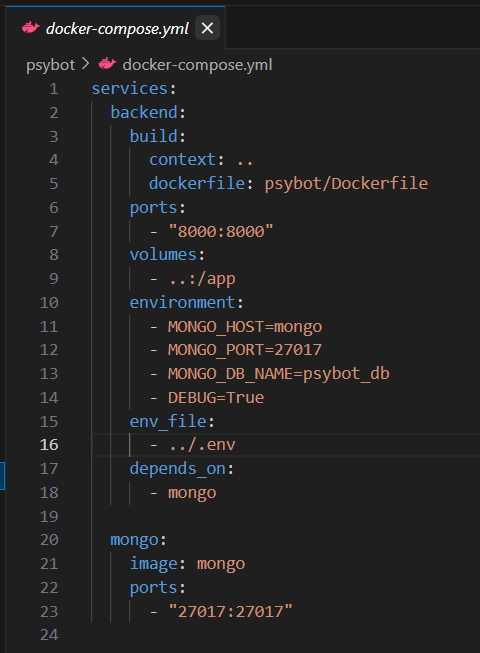 docker-compose.yml
psybot > docker-compose.yml
1 services:
2   backend:
3     build:
4       context: ..
5       dockerfile: psybot/Dockerfile
6     ports:
7       - "8000:8000"
8     volumes:
9       - ..:/app
10     environment:
11       - MONGO_HOST=mongo
12       - MONGO_PORT=27017
13       - MONGO_DB_NAME=psybot_db
14       - DEBUG=True
15     env_file:
16       - ../.env
17     depends_on:
18       - mongo
19
20   mongo:
21     image: mongo
22     ports:
23       - "27017:27017"
24